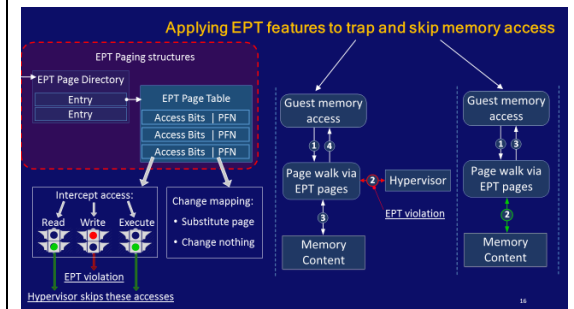 Applying EPT features to trap and skip memory access
EPT Paging structures
EPT Page Directory
Entry
Entry
EPT Page Table
Access Bits | PFN
Access Bits | PFN
Access Bits | PFN
Intercept access:
Read Write Execute
EPT violation
Hypervisor skips these accesses
Change mapping:
• Substitute page
• Change nothing
Guest memory
access
1 4
Page walk via
EPT pages
2
Hypervisor
EPT violation
3
Memory
Content
Guest memory
access
1 3
Page walk via
EPT pages
2
Memory
Content
16